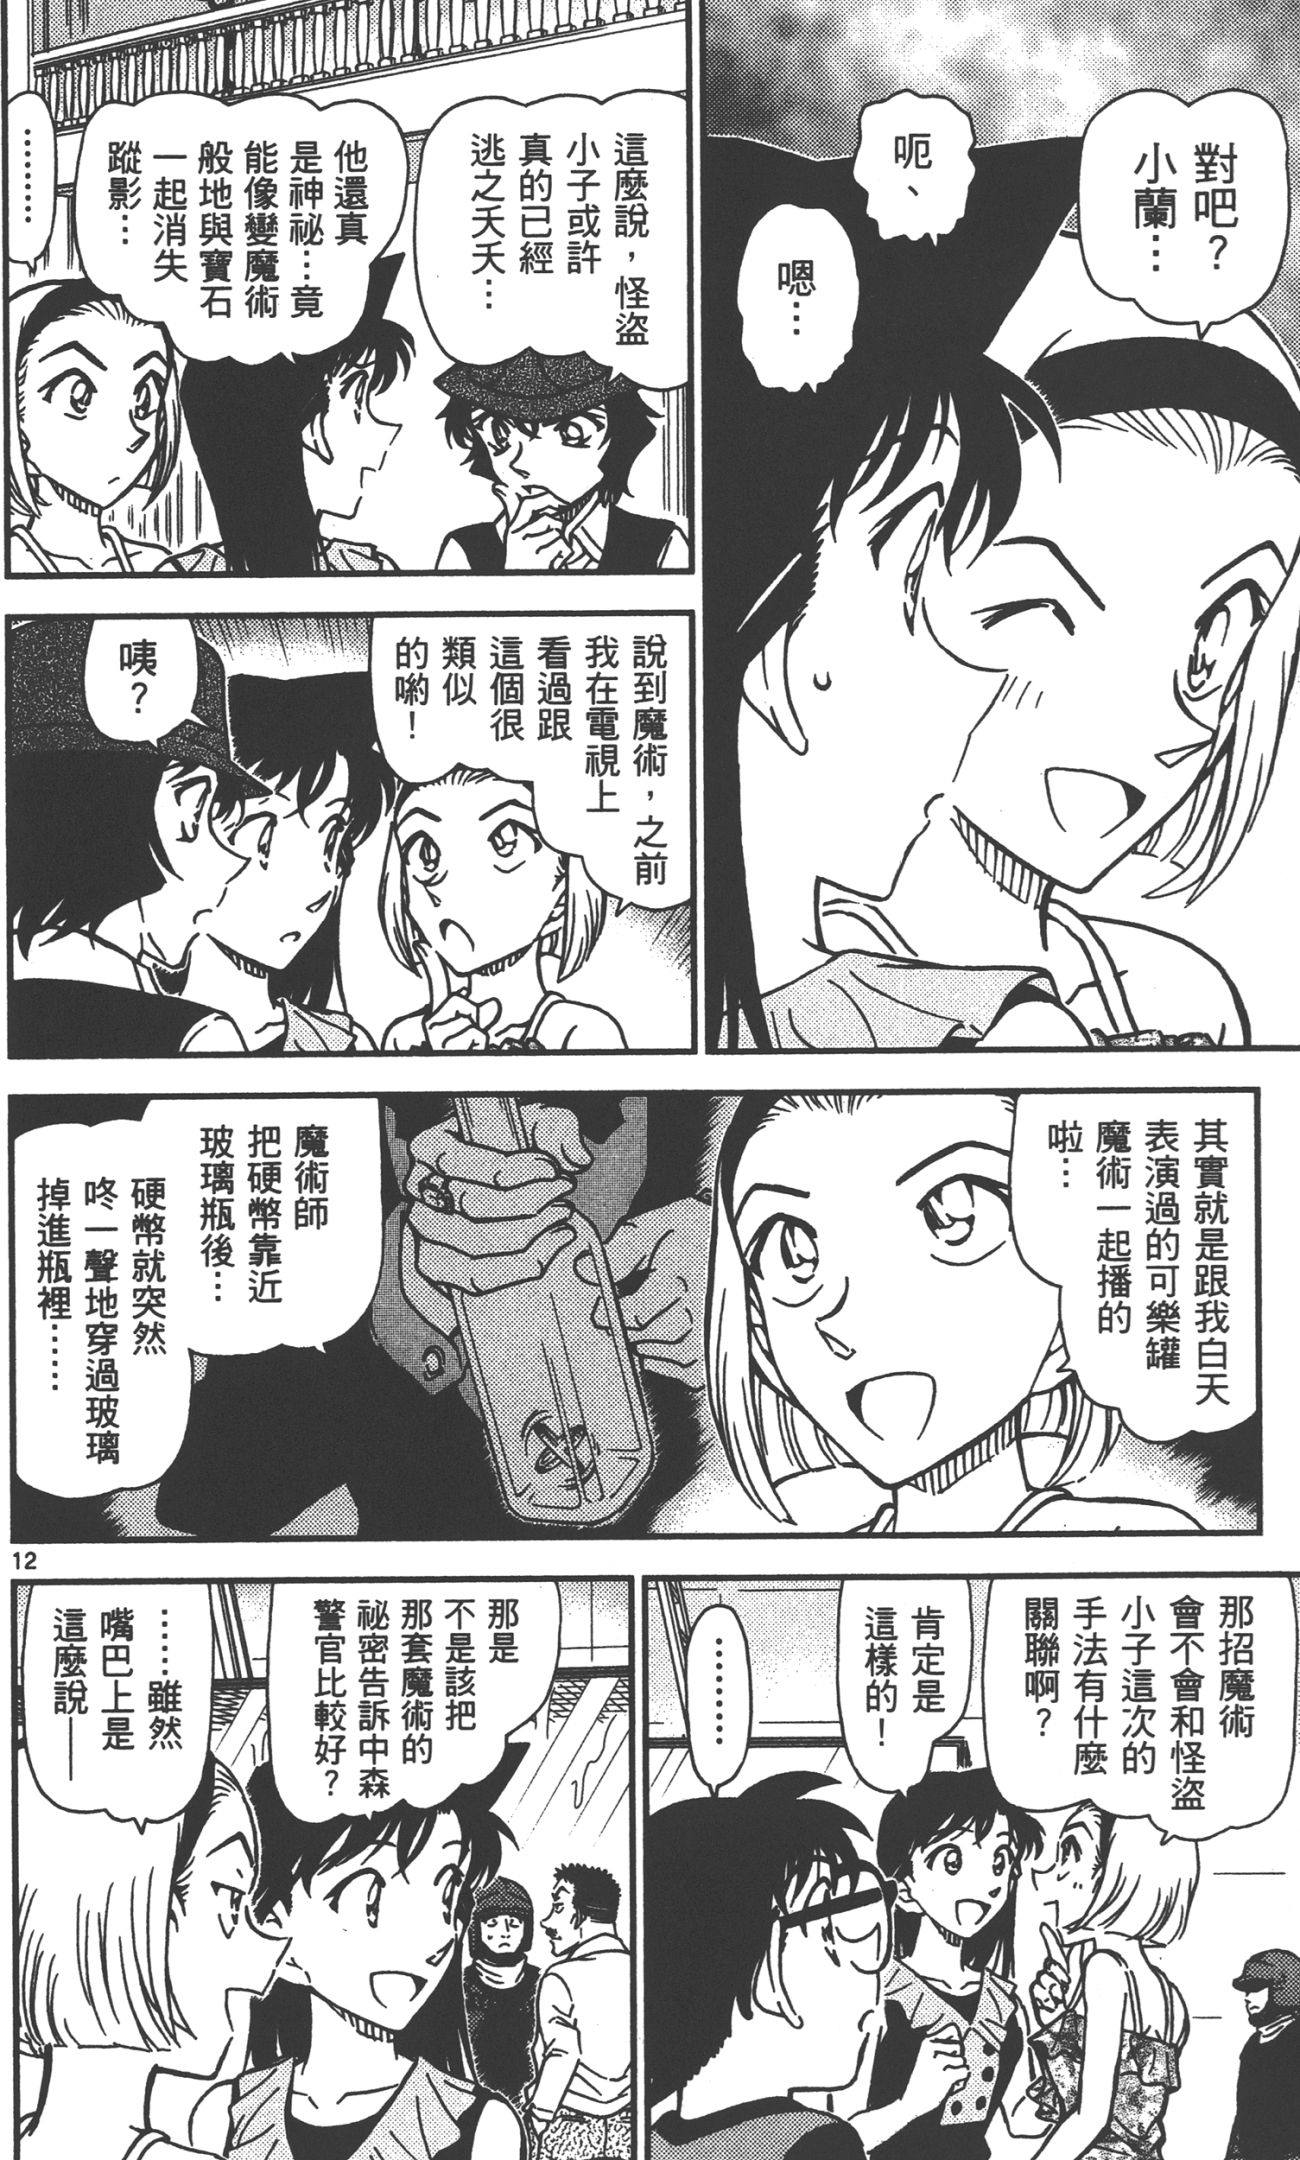 對吧？
小蘭…
呃、
嗯…
這麼說，怪盜
小子或許
真的已經
逃之夭夭…
他還真
是神祕…竟
能像變魔術
般地與寶石
一起消失
蹤影…
………
說到魔術，之前
我在電視上
看過跟
這個很
類似
的喲！
咦？
其實就是跟我白天
表演過的可樂罐
魔術一起播的
啦…
魔術師
把硬幣靠近
玻璃瓶後…
硬幣就突然
咚一聲地穿過玻璃
掉進瓶裡……
12
那招魔術
會不會和怪盜
小子這次的
手法有什麼
關聯啊？
肯定是
這樣的！
………
那是
不是該把
那套魔術的
祕密告訴中森
警官比較好？
……雖然
嘴巴上是
這麼說—